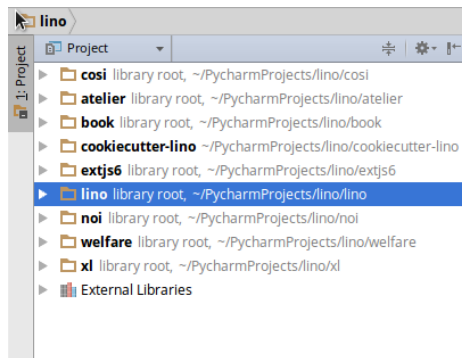 lino
1: Project
Project
cosi library root, ~/PycharmProjects/lino/cosi
atelier library root, ~/PycharmProjects/lino/atelier
book library root, ~/PycharmProjects/lino/book
cookiecutter-lino ~/PycharmProjects/lino/cookiecutter-lino
extjs6 library root, ~/PycharmProjects/lino/extjs6
lino library root, ~/PycharmProjects/lino/lino
noi library root, ~/PycharmProjects/lino/noi
welfare library root, ~/PycharmProjects/lino/welfare
xl library root, ~/PycharmProjects/lino/xl
External Libraries